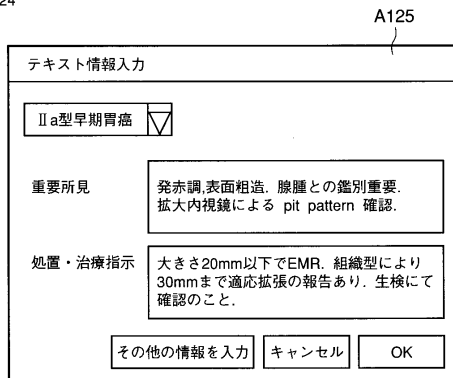 24
A125
テキスト情報入力
Ⅱa型早期胃癌
重要所見
発赤調,表面粗造. 腺腫との鑑別重要.
拡大内視鏡による pit pattern 確認.
処置・治療指示
大きさ20mm以下でEMR. 組織型により
30mmまで適応拡張の報告あり. 生検にて
確認のこと.
その他の情報を入力
キャンセル
OK